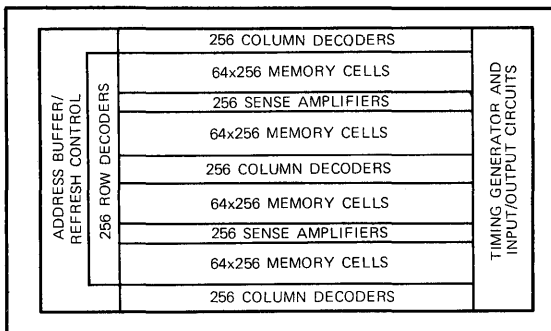 ADDRESS BUFFER/
REFRESH CONTROL
256 ROW DECODERS
256 COLUMN DECODERS
64x256 MEMORY CELLS
256 SENSE AMPLIFIERS
64x256 MEMORY CELLS
256 COLUMN DECODERS
64x256 MEMORY CELLS
256 SENSE AMPLIFIERS
64x256 MEMORY CELLS
256 COLUMN DECODERS
TIMING GENERATOR AND
INPUT/OUTPUT CIRCUITS